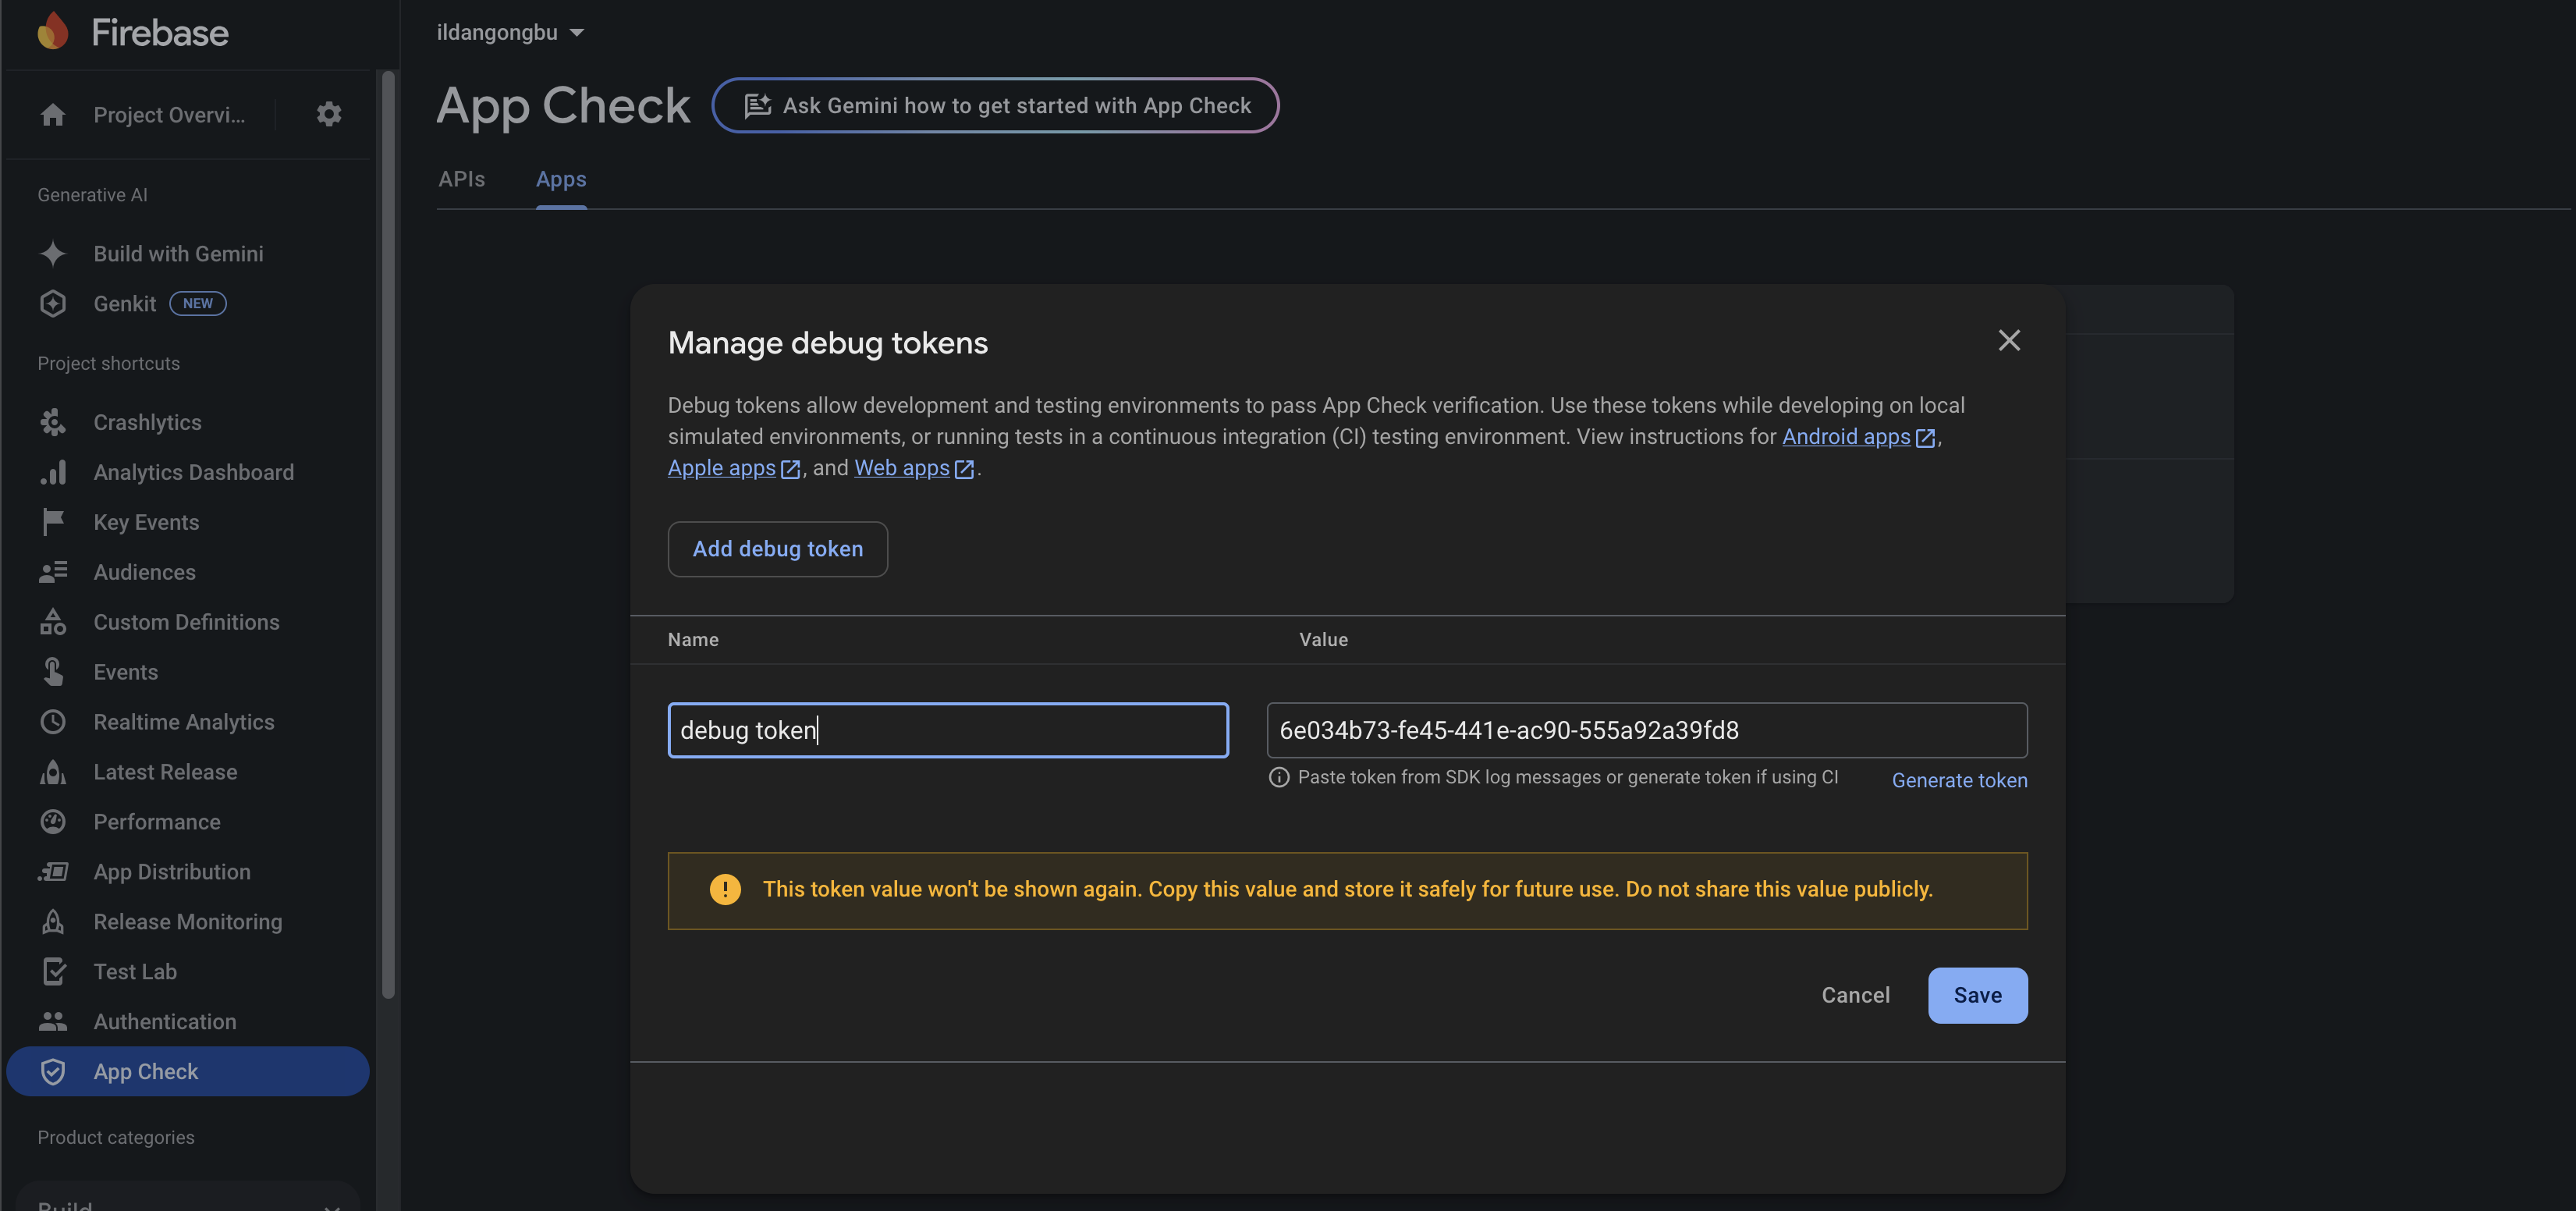 Firebase
Project Overvi...
Generative AI
Build with Gemini
Genkit NEW
Project shortcuts
Crashlytics
Analytics Dashboard
Key Events
Audiences
Custom Definitions
Events
Realtime Analytics
Latest Release
Performance
App Distribution
Release Monitoring
Test Lab
Authentication
App Check
Product categories
Build
ildangongbu
App Check
Ask Gemini how to get started with App Check
APIs Apps
Manage debug tokens
Debug tokens allow development and testing environments to pass App Check verification. Use these tokens while developing on local
simulated environments, or running tests in a continuous integration (CI) testing environment. View instructions for Android apps,
Apple apps, and Web apps.
Add debug token
Name Value
debug token 6e034b73-fe45-441e-ac90-555a92a39fd8
Paste token from SDK log messages or generate token if using CI Generate token
This token value won't be shown again. Copy this value and store it safely for future use. Do not share this value publicly.
Cancel Save